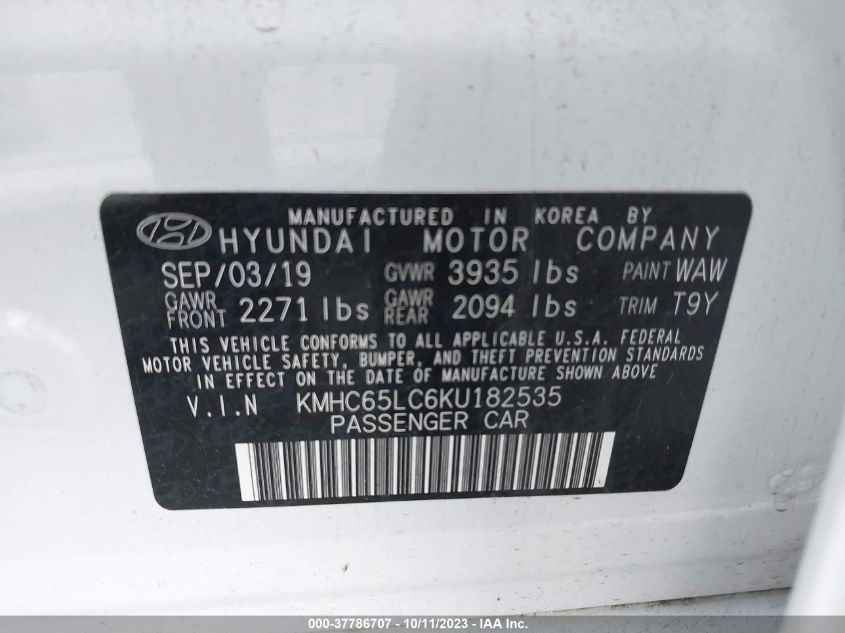 MANUFACTURED IN KOREA BY
HYUNDAI MOTOR COMPANY
SEP/03/19 GVWR 3935 lbs PAINT WAW
GAWR FRONT 2271 lbs GAWR REAR 2094 lbs TRIM T9Y
THIS VEHICLE CONFORMS TO ALL APPLICABLE U.S.A. FEDERAL
MOTOR VEHICLE SAFETY, BUMPER, AND THEFT PREVENTION STANDARDS
IN EFFECT ON THE DATE OF MANUFACTURE SHOWN ABOVE
V.I.N KMHC65LC6KU182535
PASSENGER CAR
000-37786707 - 10/11/2023 - IAA Inc.